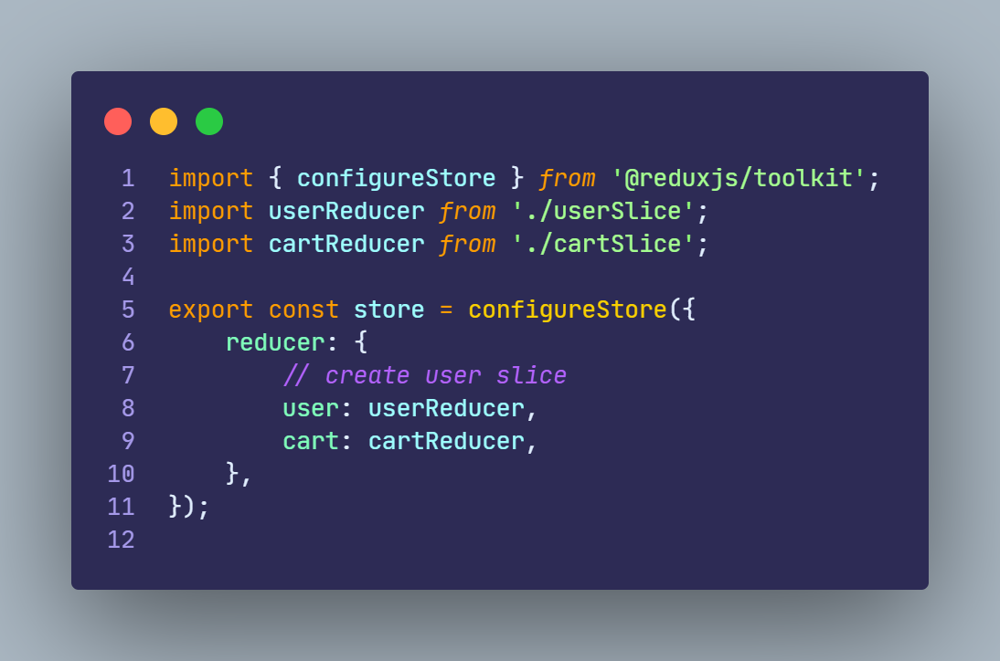 1 import { configureStore } from '@reduxjs/toolkit';
2 import userReducer from './userSlice';
3 import cartReducer from './cartSlice';
4
5 export const store = configureStore({
6     reducer: {
7         // create user slice
8         user: userReducer,
9         cart: cartReducer,
10     },
11 });
12